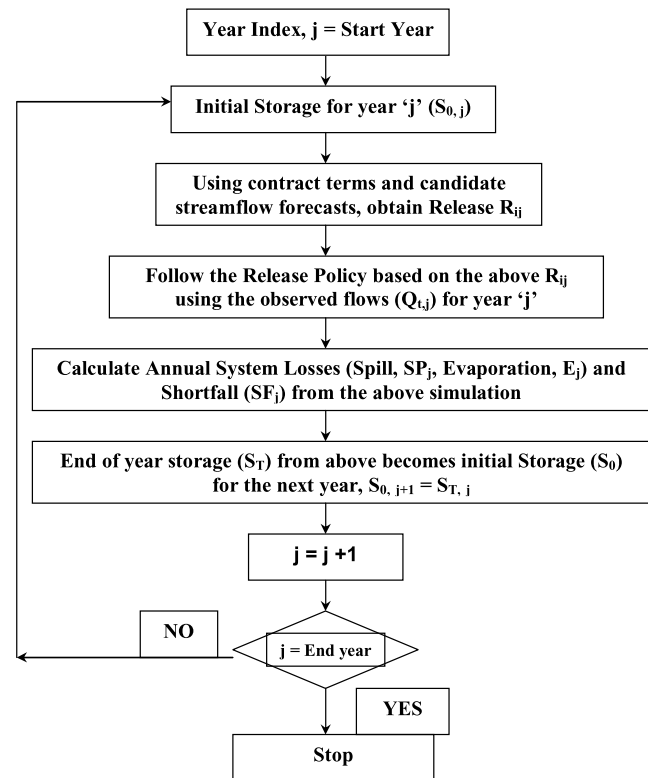 Year Index, j = Start Year
Initial Storage for year ‘j’ (S₀, ⱼ)
Using contract terms and candidate
streamflow forecasts, obtain Release Rᵢⱼ
Follow the Release Policy based on the above Rᵢⱼ
using the observed flows (Qₜ,ⱼ) for year ‘j’
Calculate Annual System Losses (Spill, SPⱼ, Evaporation, Eⱼ) and
Shortfall (SFⱼ) from the above simulation
End of year storage (S_T) from above becomes initial Storage (S₀)
for the next year, S₀, ⱼ₊₁ = S_T, ⱼ
j = j +1
NO
j = End year
YES
Stop